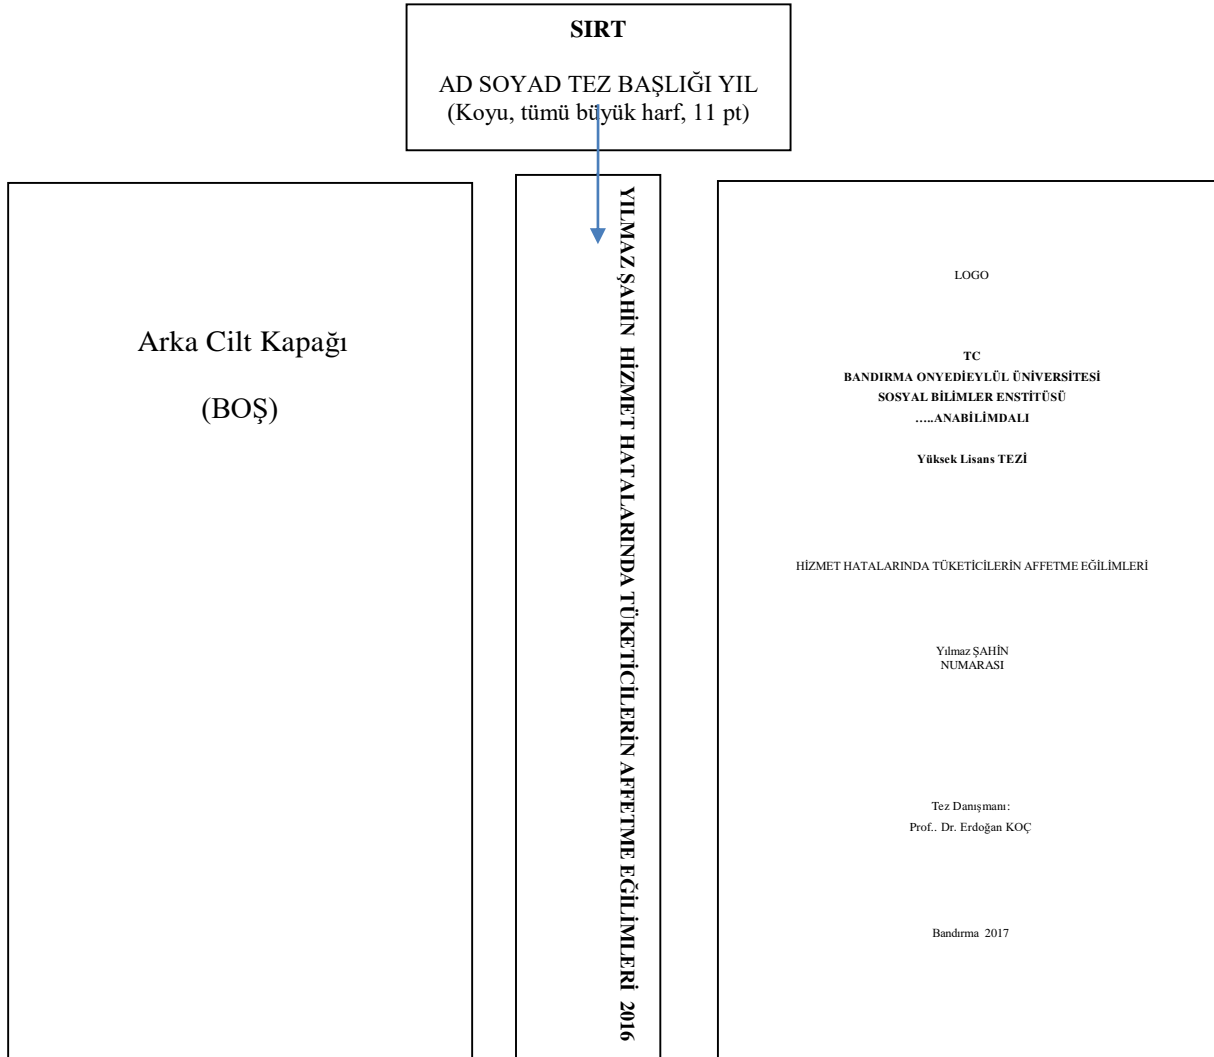 SIRT
AD SOYAD TEZ BAŞLIĞI YIL
(Koyu, tümü büyük harf, 11 pt)
Arka Cilt Kapağı
(BOŞ)
YILMAZ ŞAHİN HİZMET HATALARINDA TÜKETİCİLERİN AFFETME EĞİLİMLERİ 2016
LOGO
TC
BANDIRMA ONYEDİEYLÜL ÜNİVERSİTESİ
SOSYAL BİLİMLER ENSTİTÜSÜ
…..ANABİLİMDALI
Yüksek Lisans TEZİ
HİZMET HATALARINDA TÜKETİCİLERİN AFFETME EĞİLİMLERİ
Yılmaz ŞAHİN
NUMARASI
Tez Danışmanı:
Prof.. Dr. Erdoğan KOÇ
Bandırma 2017